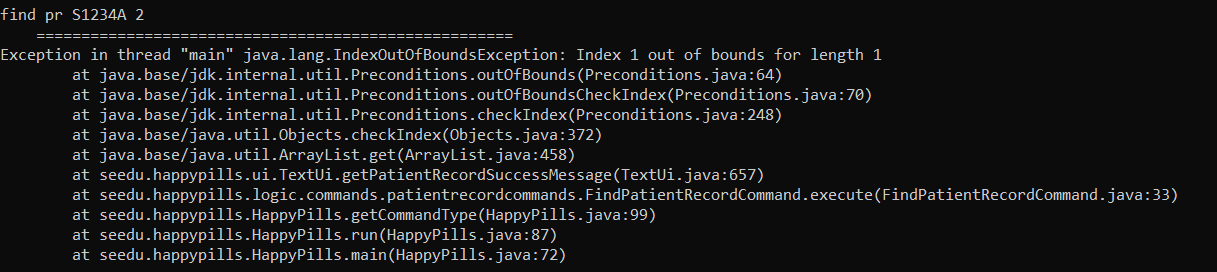 find pr S1234A 2
    =====================================================
Exception in thread "main" java.lang.IndexOutOfBoundsException: Index 1 out of bounds for length 1
        at java.base/jdk.internal.util.Preconditions.outOfBounds(Preconditions.java:64)
        at java.base/jdk.internal.util.Preconditions.outOfBoundsCheckIndex(Preconditions.java:70)
        at java.base/jdk.internal.util.Preconditions.checkIndex(Preconditions.java:248)
        at java.base/java.util.Objects.checkIndex(Objects.java:372)
        at java.base/java.util.ArrayList.get(ArrayList.java:458)
        at seedu.happypills.ui.TextUi.getPatientRecordSuccessMessage(TextUi.java:657)
        at seedu.happypills.logic.commands.patientrecordcommands.FindPatientRecordCommand.execute(FindPatientRecordCommand.java:33)
        at seedu.happypills.HappyPills.getCommandType(HappyPills.java:99)
        at seedu.happypills.HappyPills.run(HappyPills.java:87)
        at seedu.happypills.HappyPills.main(HappyPills.java:72)